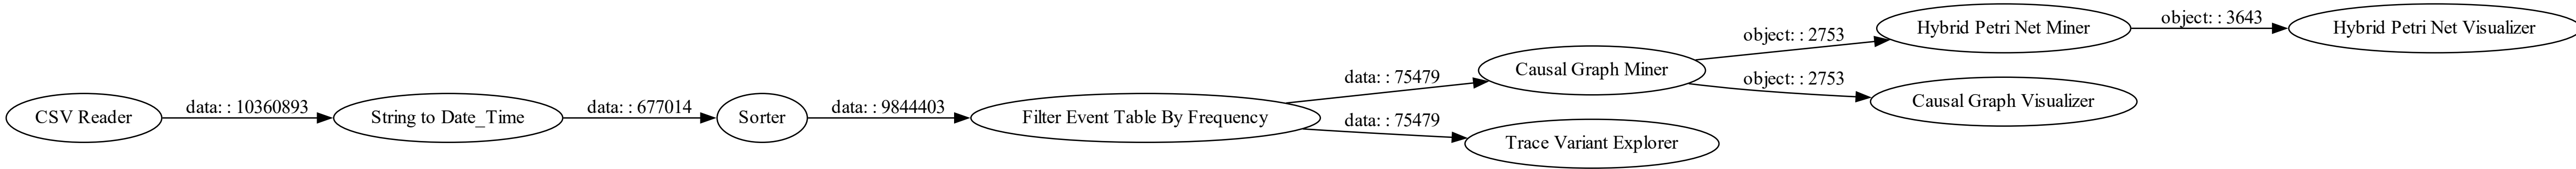 CSV Reader
data: : 10360893
String to Date_Time
data: : 677014
Sorter
data: : 9844403
Filter Event Table By Frequency
data: : 75479
data: : 75479
Causal Graph Miner
Trace Variant Explorer
object: : 2753
object: : 2753
Hybrid Petri Net Miner
Causal Graph Visualizer
object: : 3643
Hybrid Petri Net Visualizer